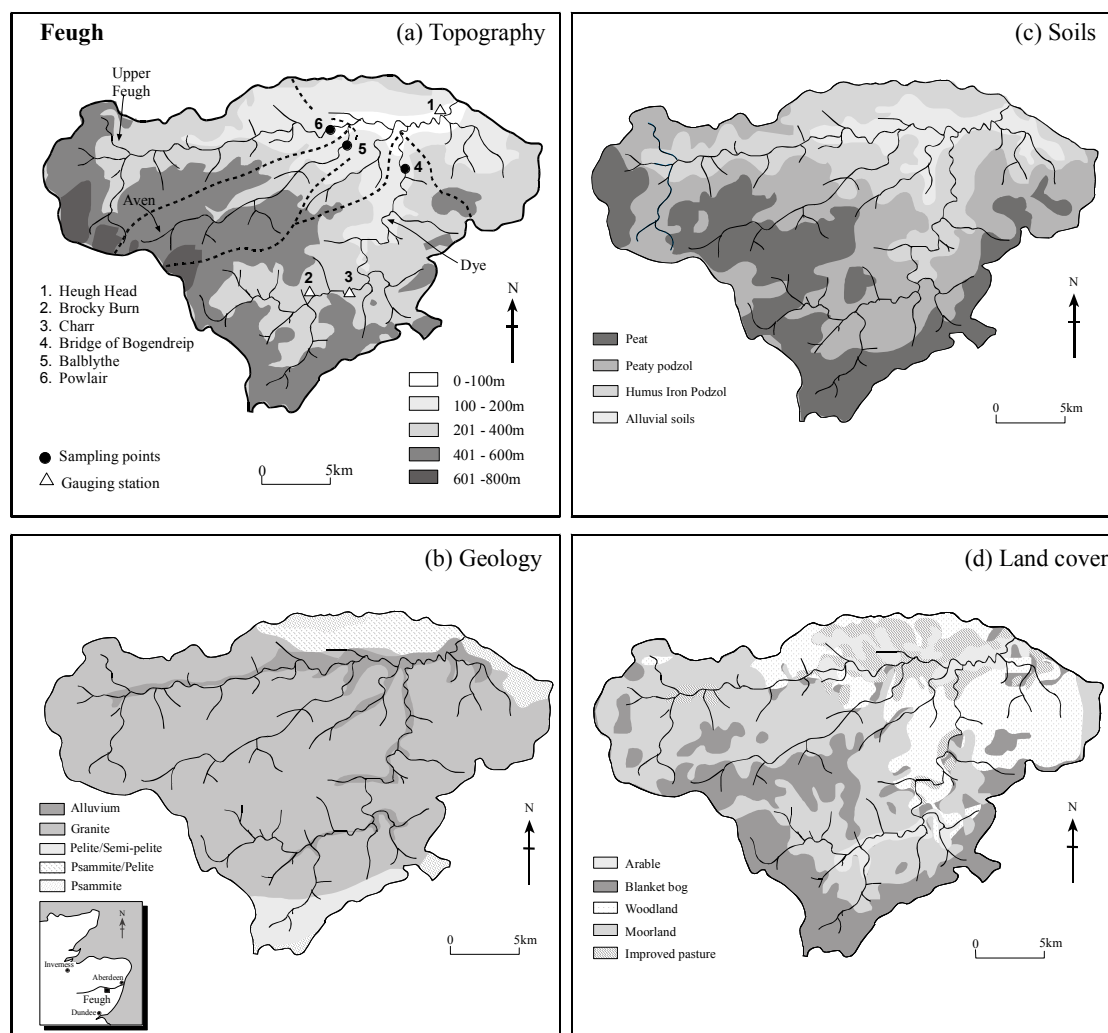 Feugh
(a) Topography
Upper
Feugh
1
6
5
4
Aven
Dye
2
3
1. Heugh Head
2. Brocky Burn
3. Charr
4. Bridge of Bogendreip
5. Balblythe
6. Powlair
N
0 -100m
100 - 200m
201 - 400m
401 - 600m
601 -800m
Sampling points
Gauging station
0 5km
(c) Soils
N
Peat
Peaty podzol
Humus Iron Podzol
Alluvial soils
0 5km
(b) Geology
Alluvium
Granite
Pelite/Semi-pelite
Psammite/Pelite
Psammite
N
0 5km
N
Inverness
Aberdeen
Feugh
Dundee
(d) Land cover
N
Arable
Blanket bog
Woodland
Moorland
Improved pasture
0 5km